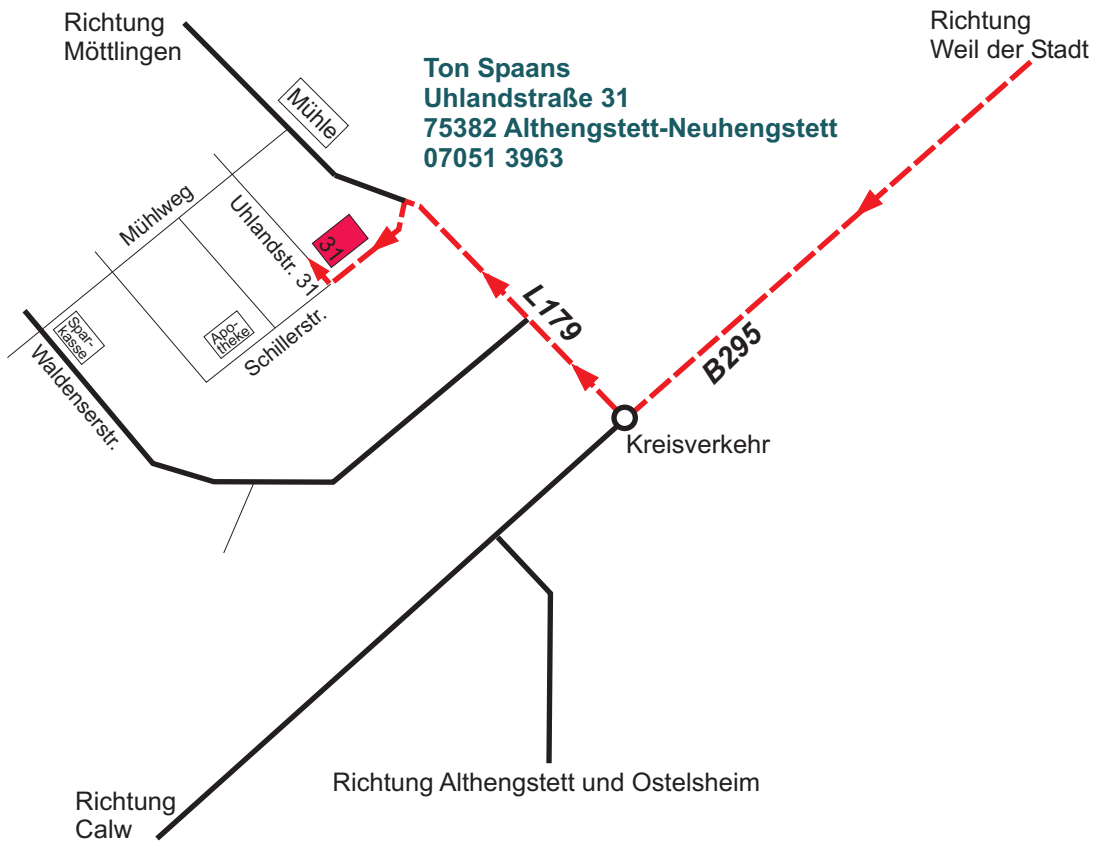 Richtung
Möttlingen
Richtung
Weil der Stadt
Ton Spaans
Uhlandstraße 31
75382 Althengstett-Neuhengstett
07051 3963
Mühle
Mühlweg
Uhlandstr. 31
31
L179
B295
Spar-
kasse
Apo-
theke
Schillerstr.
Waldenserstr.
Kreisverkehr
Richtung Althengstett und Ostelsheim
Richtung
Calw